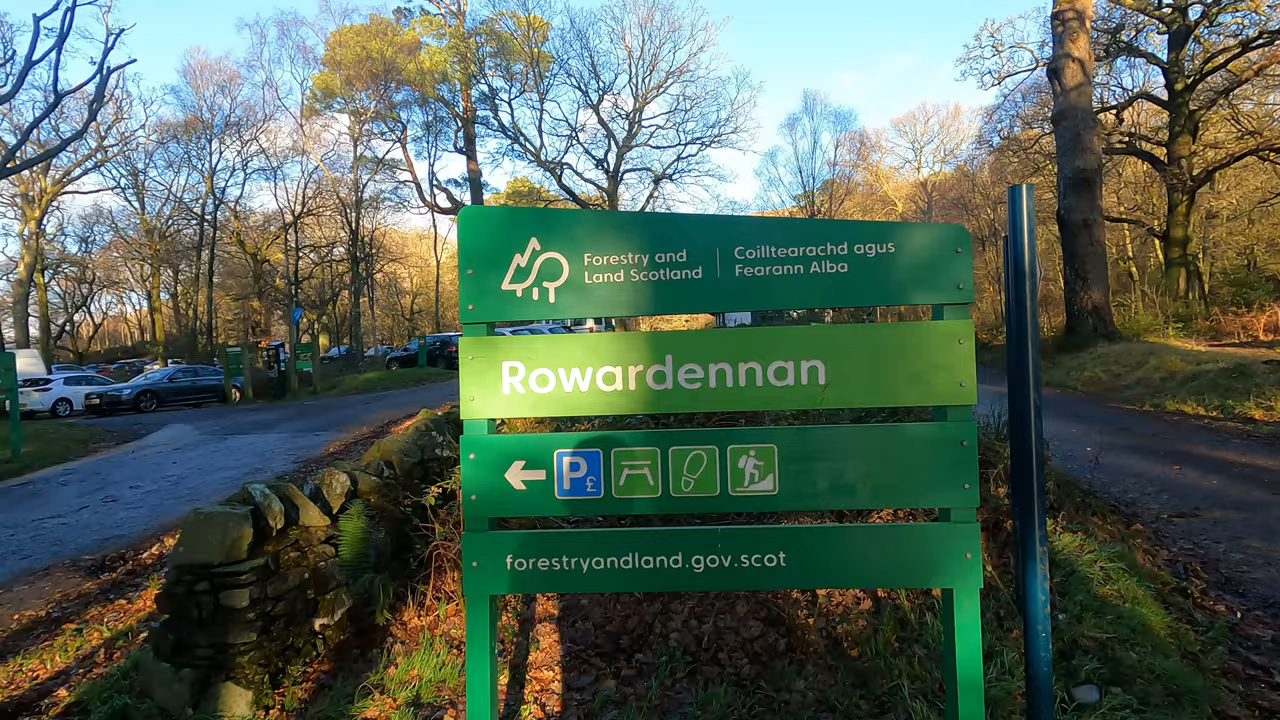 Forestry and
Land Scotland
Coilltearachd agus
Fearann Alba
Rowardennan
P£
forestryandland.gov.scot